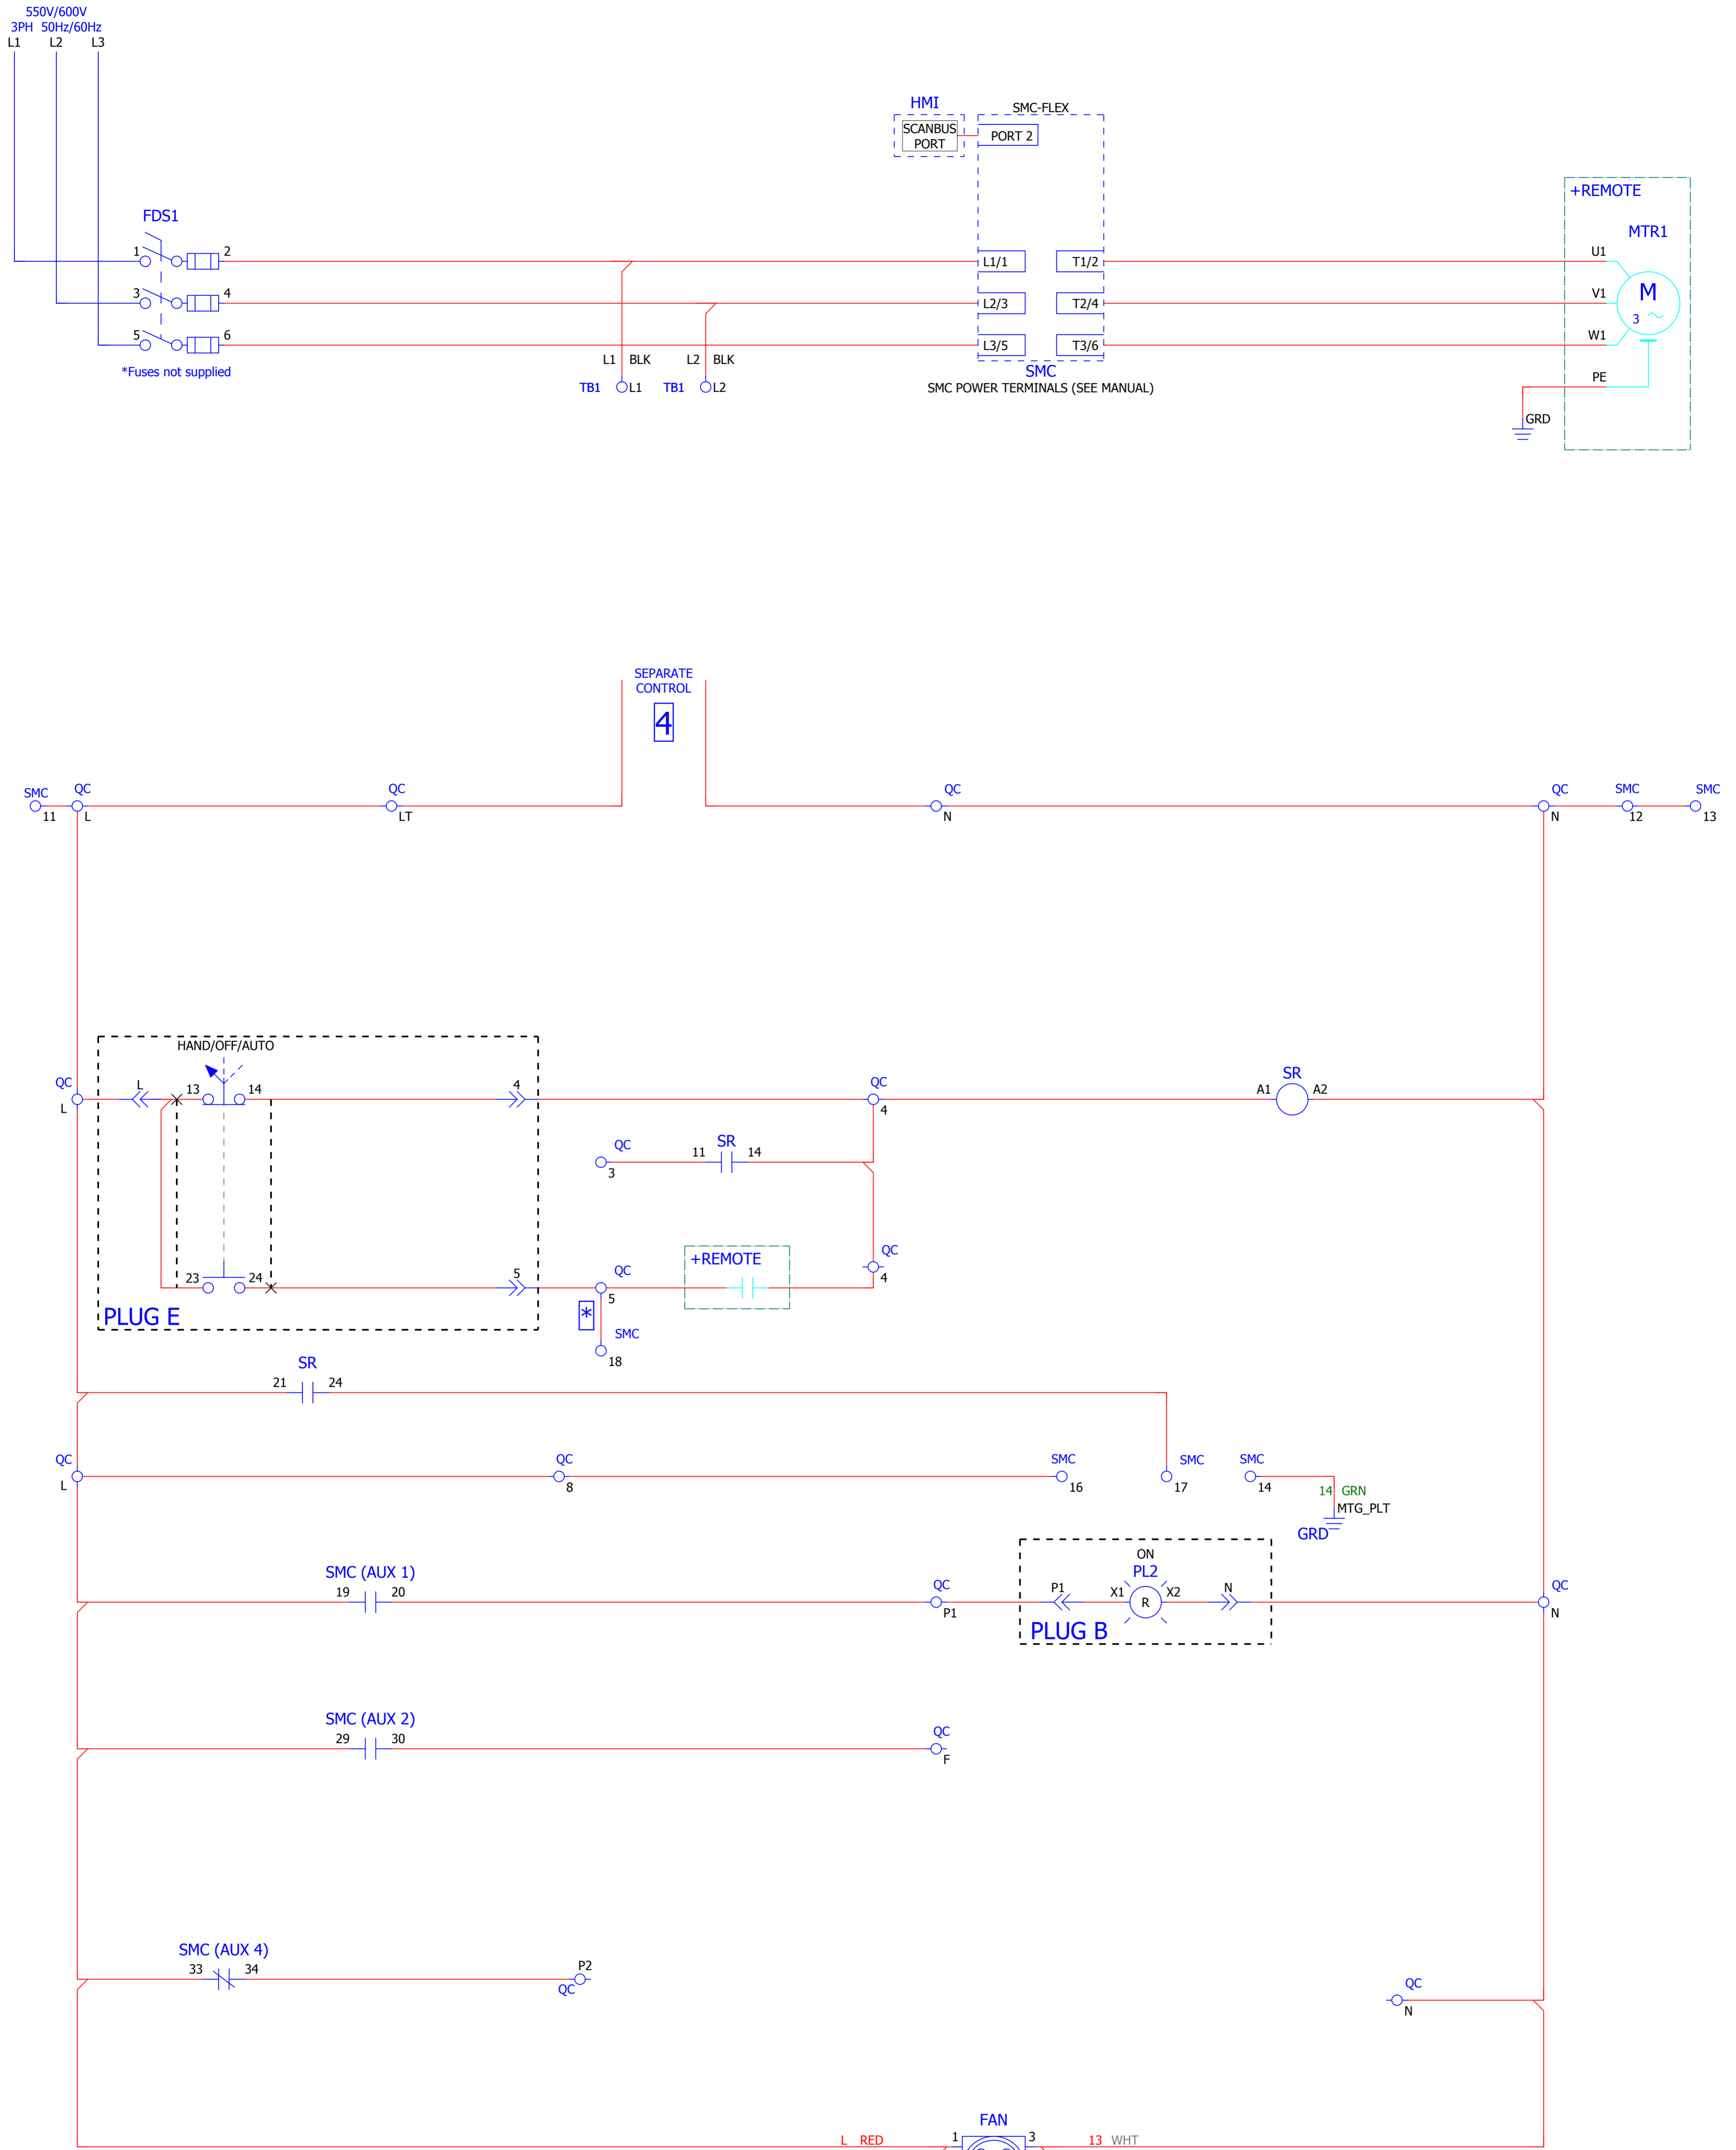 550V/600V
3PH 50Hz/60Hz
L1 L2 L3
HMI
SCANBUS
PORT
SMC-FLEX
PORT 2
+REMOTE
MTR1
FDS1
1 2
3 4
5 6
*Fuses not supplied
L1/1 T1/2
L2/3 T2/4
L3/5 T3/6
U1
V1
W1
PE
M
3
GRD
L1 BLK L2 BLK
TB1 L1 TB1 L2
SMC
SMC POWER TERMINALS (SEE MANUAL)
SEPARATE
CONTROL
4
SMC QC QC QC QC SMC SMC
11 L LT N N 12 13
HAND/OFF/AUTO
QC L 13 14 4 QC SR
L 4 A1 A2
QC SR
3 11 14
+REMOTE QC
4
23 24 5 QC
5
*
PLUG E
SMC
18
SR
21 24
QC QC SMC SMC SMC
L 8 16 17 14
14 GRN
MTG_PLT
GRD
ON
PL2
SMC (AUX 1)
19 20 QC P1 X1 R X2 N QC
P1 N
PLUG B
SMC (AUX 2)
29 30 QC
F
SMC (AUX 4)
33 34 P2
QC
QC
N
FAN
L RED 1 3 13 WHT